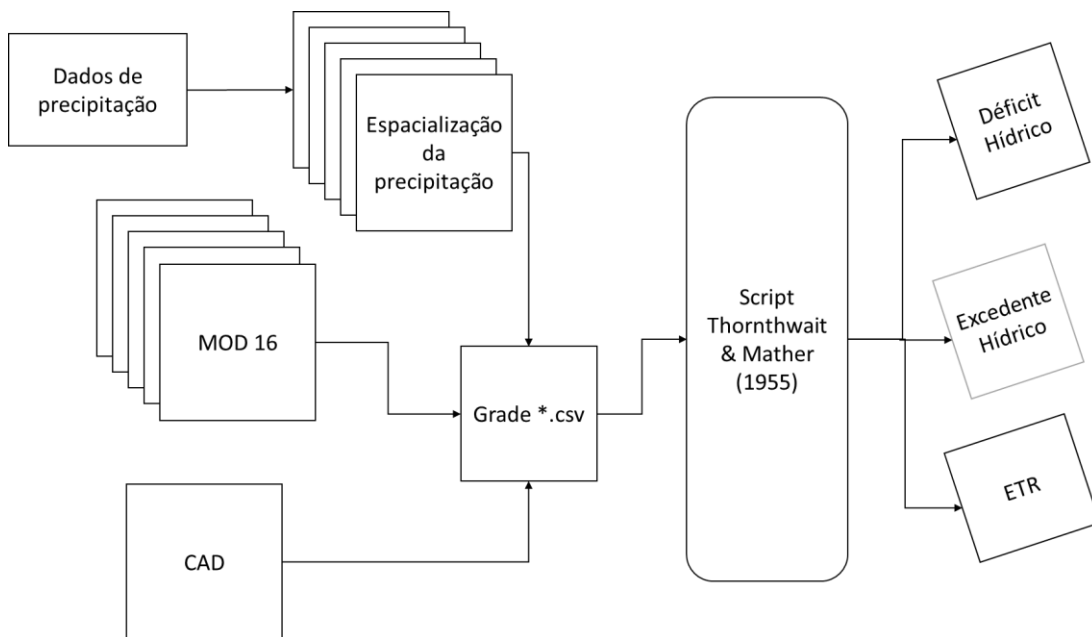 Dados de
precipitação
Espacialização
da
precipitação
MOD 16
CAD
Grade *.csv
Script
Thornthwait
& Mather
(1955)
Déficit
Hídrico
Excedente
Hídrico
ETR